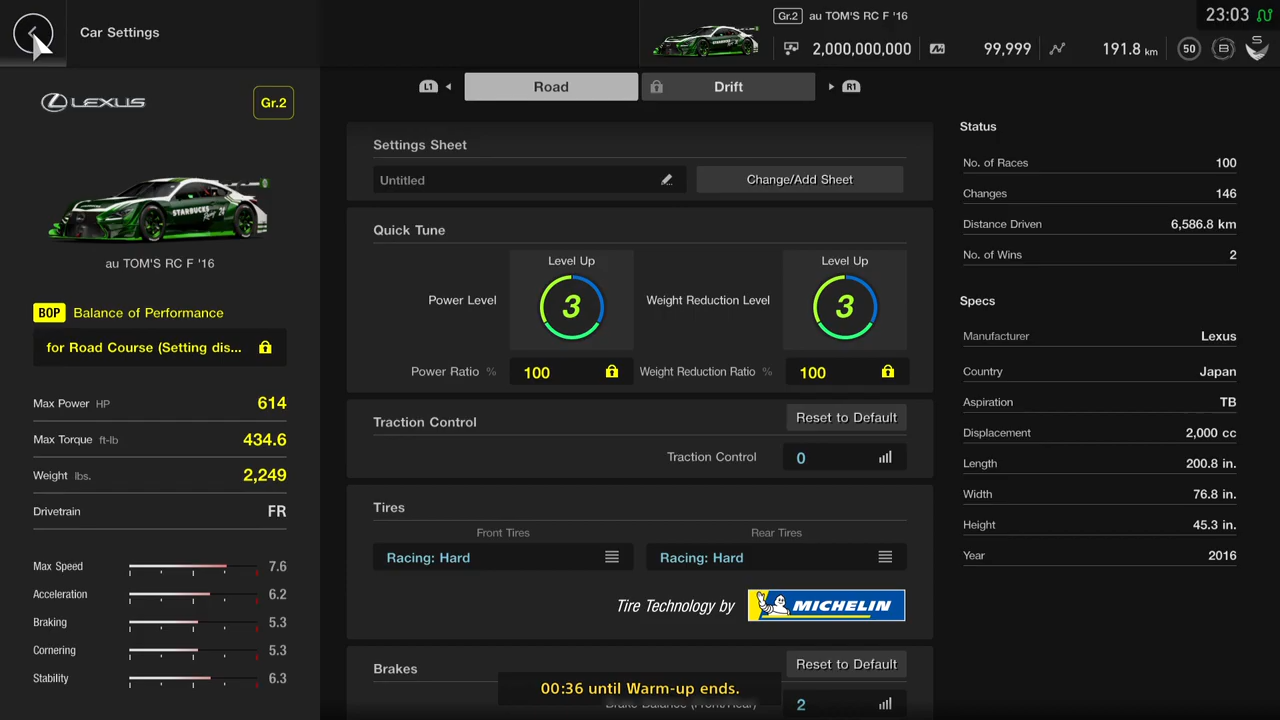 Car Settings
Gr.2 au TOM'S RC F '16
23:03
2,000,000,000
99,999
191.8 km
50
B
S
LEXUS
Gr.2
STARBUCKS
au TOM'S RC F '16
BOP Balance of Performance
for Road Course (Setting dis...
Max Power HP 614
Max Torque ft-lb 434.6
Weight lbs. 2,249
Drivetrain FR
Max Speed 7.6
Acceleration 6.2
Braking 5.3
Cornering 5.3
Stability 6.3
L1 Road Drift R1
Settings Sheet
Untitled
Change/Add Sheet
Quick Tune
Level Up
Power Level 3
Level Up
Weight Reduction Level 3
Power Ratio % 100
Weight Reduction Ratio % 100
Traction Control
Reset to Default
Traction Control 0
Tires
Front Tires Rear Tires
Racing: Hard Racing: Hard
Tire Technology by MICHELIN
Brakes
Reset to Default
00:36 until Warm-up ends.
Brake Balance (Front/Rear) 2
Status
No. of Races 100
Changes 146
Distance Driven 6,586.8 km
No. of Wins 2
Specs
Manufacturer Lexus
Country Japan
Aspiration TB
Displacement 2,000 cc
Length 200.8 in.
Width 76.8 in.
Height 45.3 in.
Year 2016